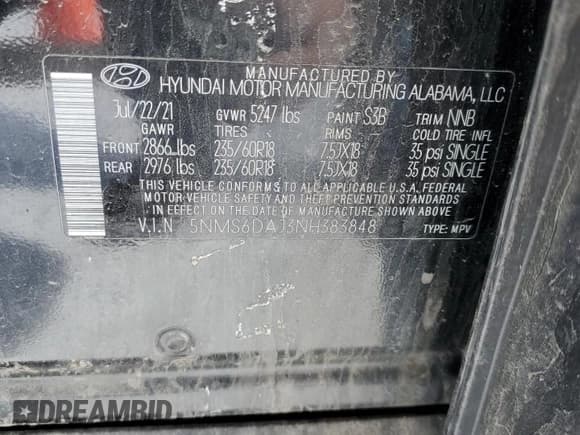 MANUFACTURED BY
HYUNDAI MOTOR MANUFACTURING ALABAMA, LLC
Jul/22/21 GVWR 5247 lbs PAINT S3B TRIM NNB
GAWR TIRES RIMS COLD TIRE INFL
FRONT 2866 lbs 235/60R18 7.5JX18 35 psi SINGLE
REAR 2976 lbs 235/60R18 7.5JX18 35 psi SINGLE
THIS VEHICLE CONFORMS TO ALL APPLICABLE U.S.A. FEDERAL
MOTOR VEHICLE SAFETY AND THEFT PREVENTION STANDARDS
IN EFFECT ON THE DATE OF MANUFACTURE SHOWN ABOVE.
V.I.N 5NMS6DAJ3NH383848 TYPE: MPV
DREAMBID